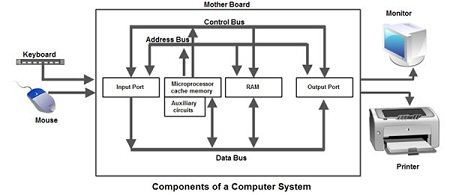 Mother Board
Control Bus
Monitor
Address Bus
Keyboard
Input Port
Microprocessor
cache memory
Auxiliary
circuits
RAM
Output Port
Mouse
Data Bus
Printer
Components of a Computer System